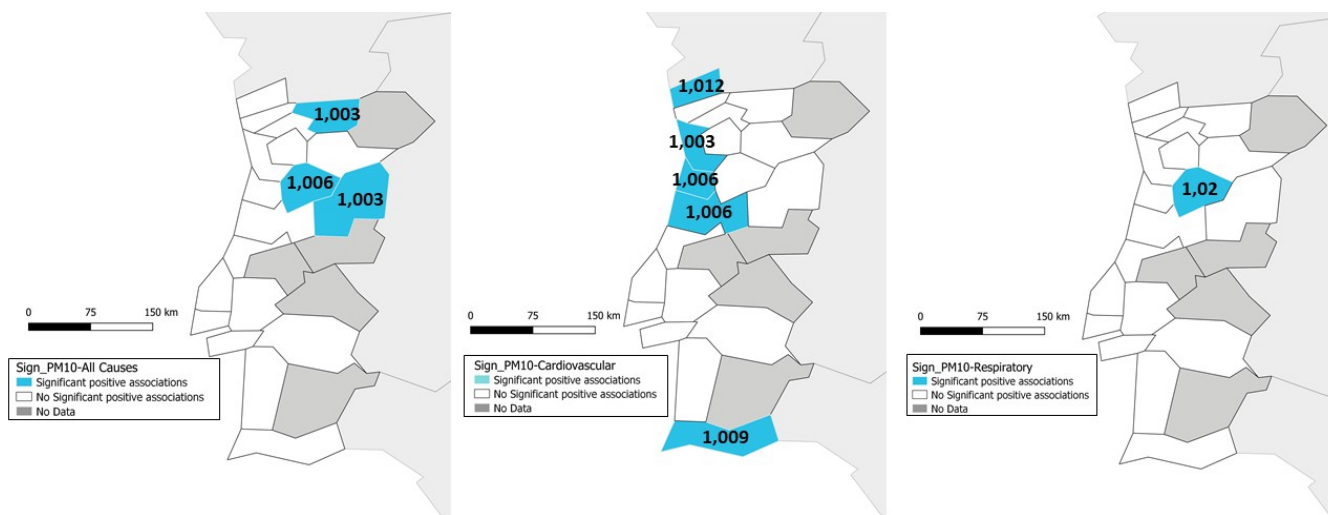 1,003
1,006
1,003
0 75 150 km
Sign_PM10-All Causes
Significant positive associations
No Significant positive associations
No Data
1,012
1,003
1,006
1,006
0 75 150 km
Sign_PM10-Cardiovascular
Significant positive associations
No Significant positive associations
No Data
1,009
1,02
0 75 150 km
Sign_PM10-Respiratory
Significant positive associations
No Significant positive associations
No Data